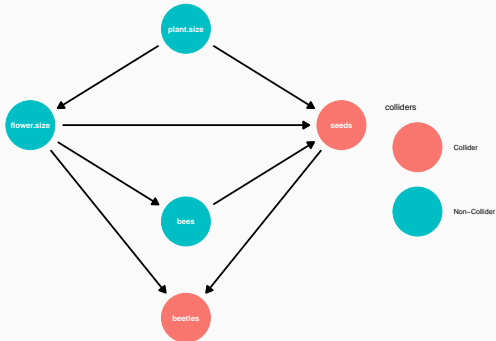 plant.size
flower.size
seeds
bees
beetles
colliders
Collider
Non−Collider